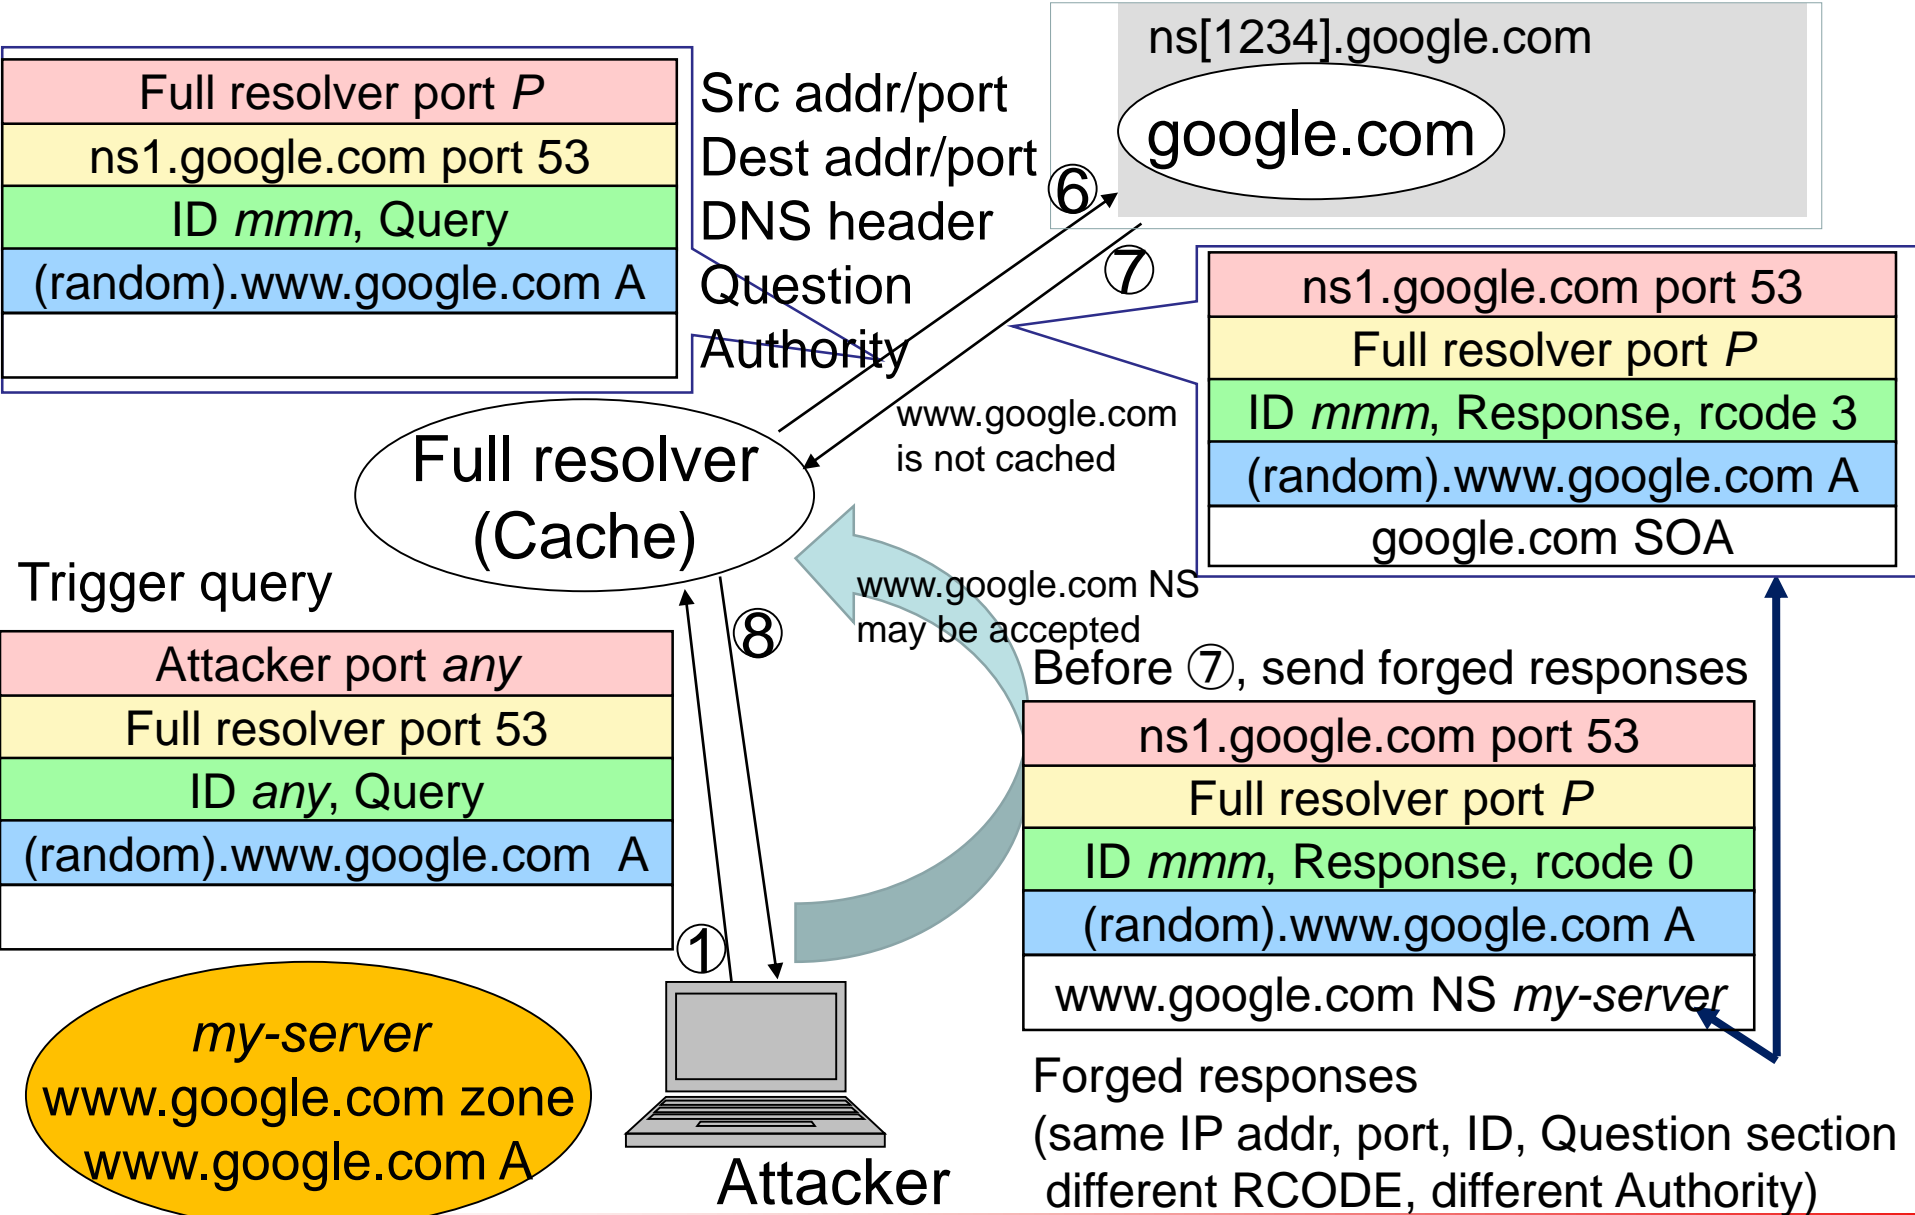 ns[1234].google.com
google.com
Full resolver port P
ns1.google.com port 53
ID mmm, Query
(random).www.google.com A
Src addr/port
Dest addr/port
DNS header
Question
Authority
⑥
⑦
ns1.google.com port 53
Full resolver port P
ID mmm, Response, rcode 3
(random).www.google.com A
google.com SOA
www.google.com
is not cached
Full resolver
(Cache)
www.google.com NS
may be accepted
Trigger query
Attacker port any
Full resolver port 53
ID any, Query
(random).www.google.com A
⑧
①
Before ⑦, send forged responses
ns1.google.com port 53
Full resolver port P
ID mmm, Response, rcode 0
(random).www.google.com A
www.google.com NS my-server
my-server
www.google.com zone
www.google.com A
Attacker
Forged responses
(same IP addr, port, ID, Question section
different RCODE, different Authority)